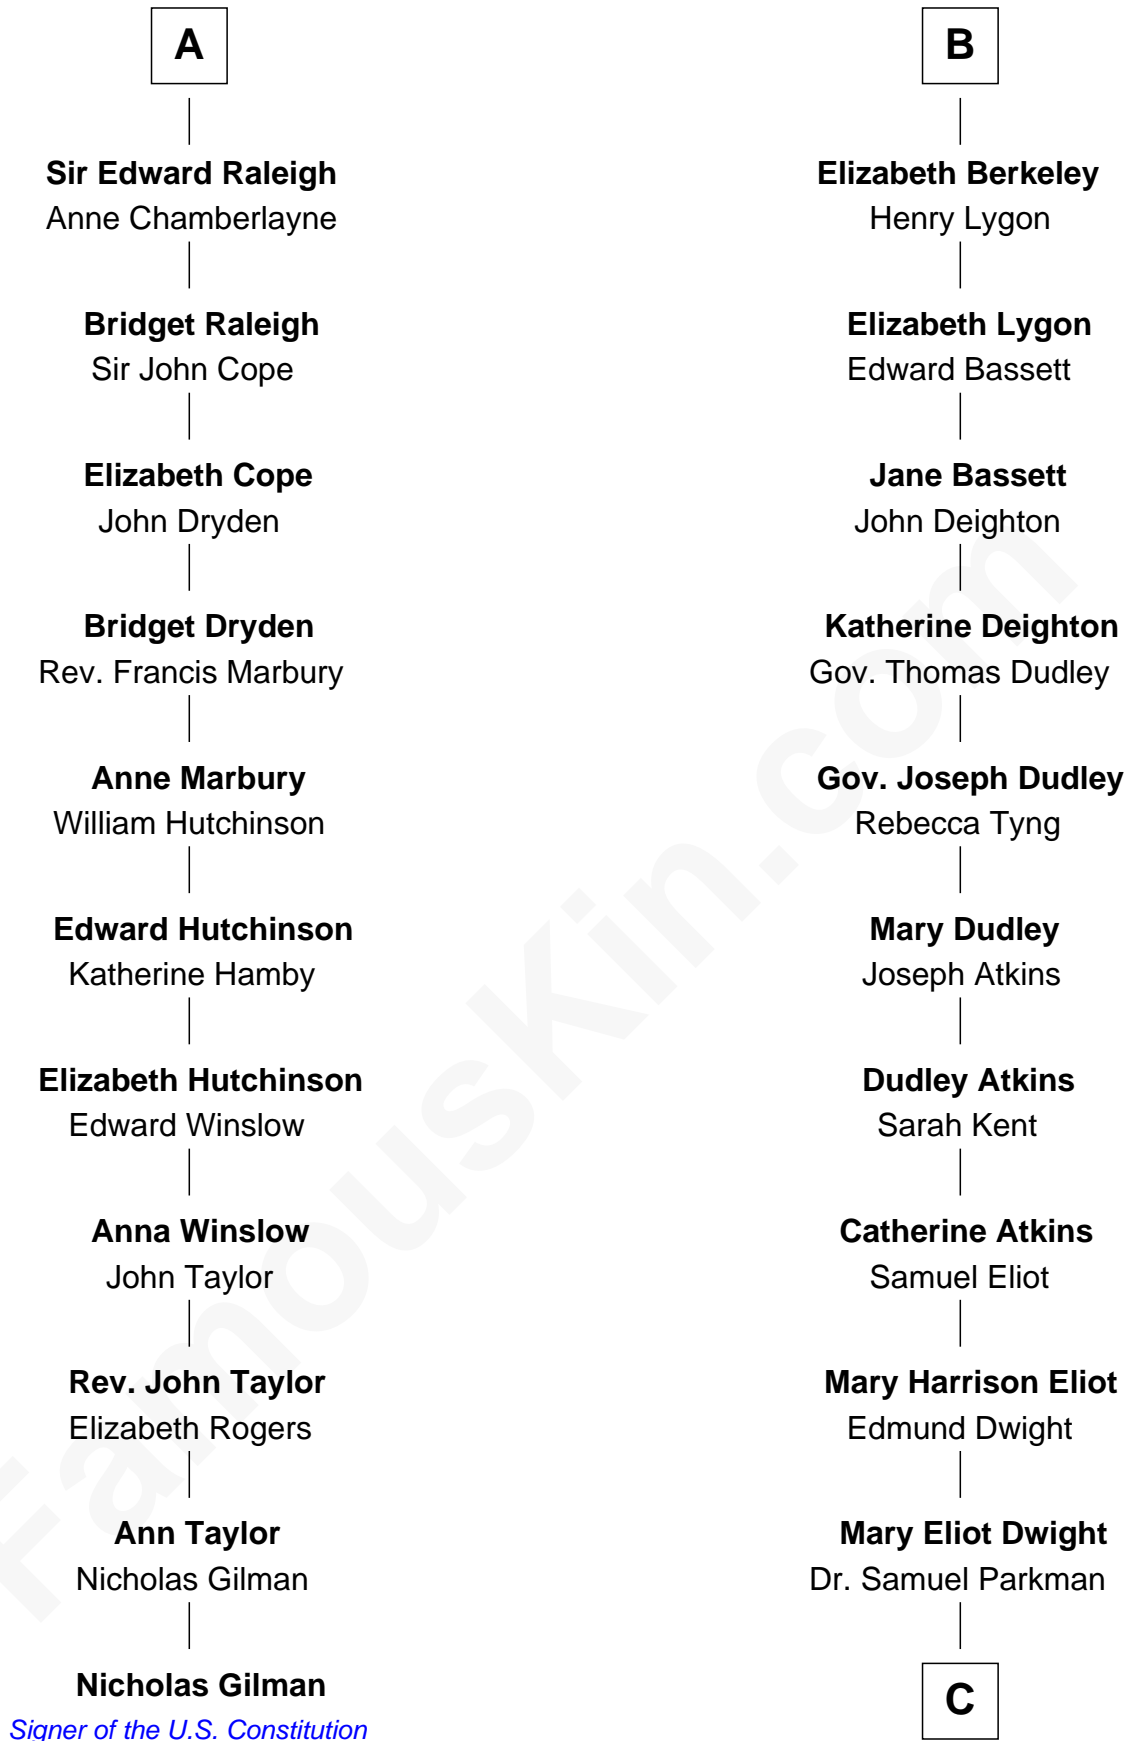 A
Sir Edward Raleigh
Anne Chamberlayne
Bridget Raleigh
Sir John Cope
Elizabeth Cope
John Dryden
Bridget Dryden
Rev. Francis Marbury
Anne Marbury
William Hutchinson
Edward Hutchinson
Katherine Hamby
Elizabeth Hutchinson
Edward Winslow
Anna Winslow
John Taylor
Rev. John Taylor
Elizabeth Rogers
Ann Taylor
Nicholas Gilman
Nicholas Gilman
Signer of the U.S. Constitution
B
Elizabeth Berkeley
Henry Lygon
Elizabeth Lygon
Edward Bassett
Jane Bassett
John Deighton
Katherine Deighton
Gov. Thomas Dudley
Gov. Joseph Dudley
Rebecca Tyng
Mary Dudley
Joseph Atkins
Dudley Atkins
Sarah Kent
Catherine Atkins
Samuel Eliot
Mary Harrison Eliot
Edmund Dwight
Mary Eliot Dwight
Dr. Samuel Parkman
C
FamousKin.com